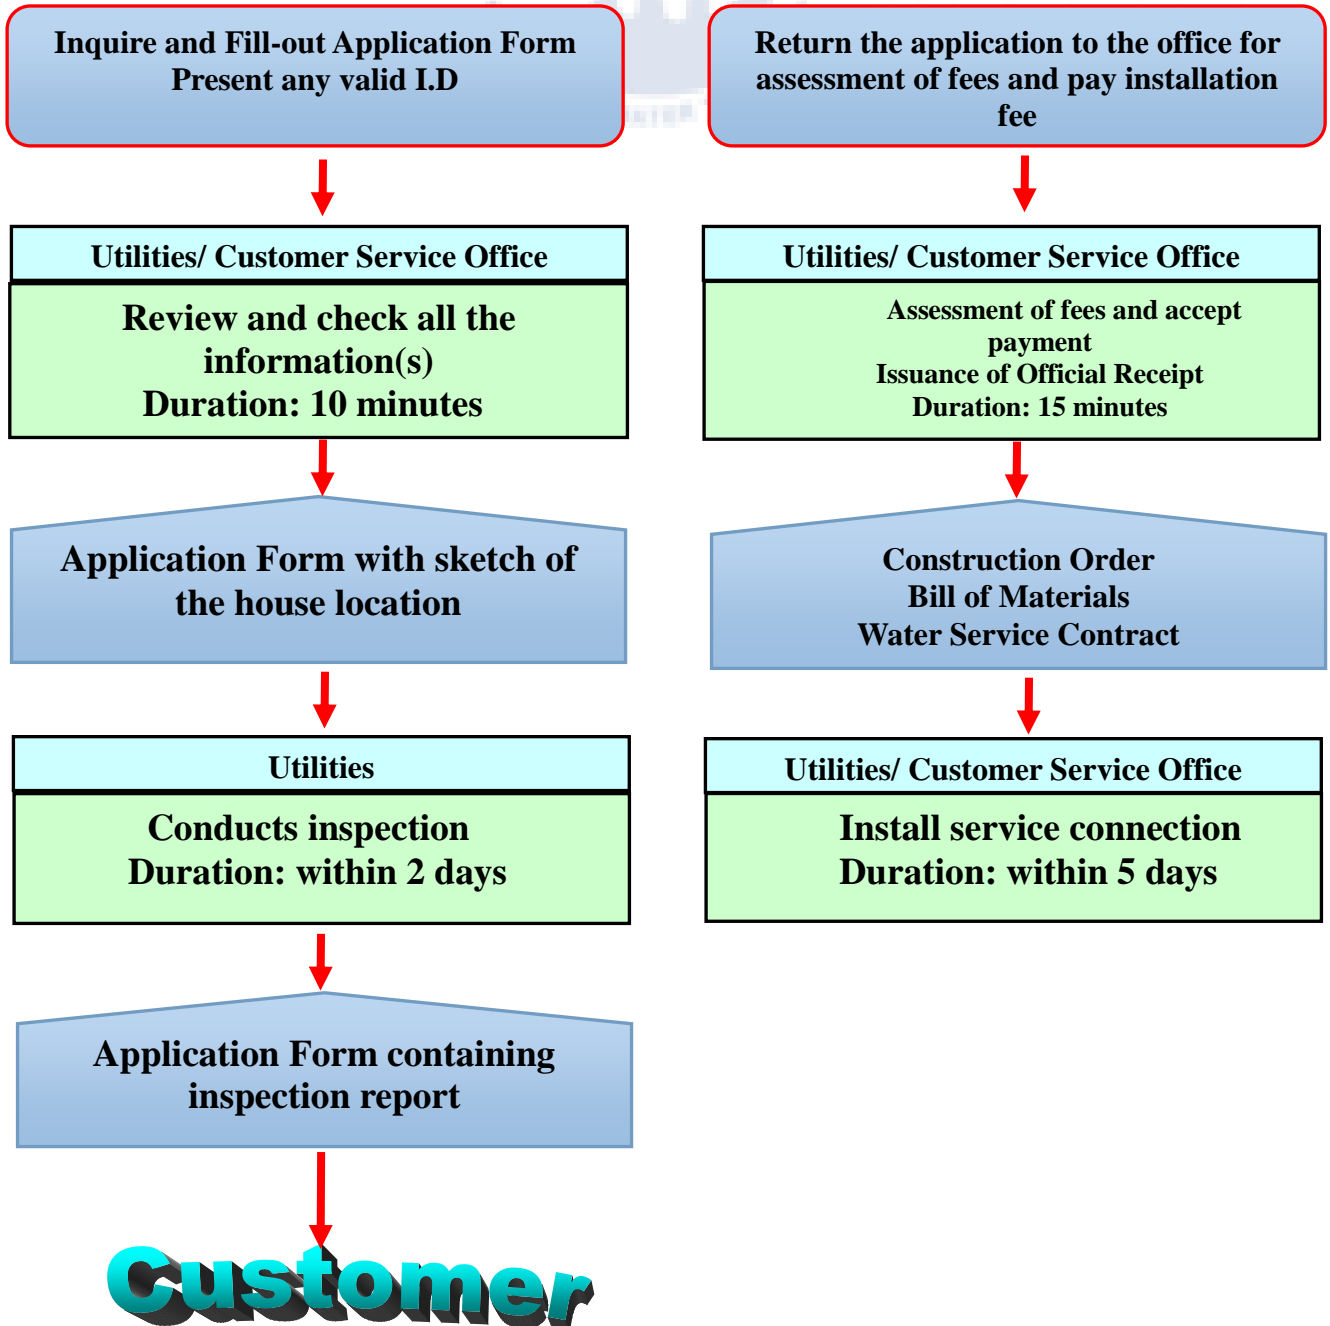 Inquire and Fill-out Application Form
Present any valid I.D
Utilities/ Customer Service Office
Review and check all the
information(s)
Duration: 10 minutes
Application Form with sketch of
the house location
Utilities
Conducts inspection
Duration: within 2 days
Application Form containing
inspection report
Customer
Return the application to the office for
assessment of fees and pay installation
fee
Utilities/ Customer Service Office
Assessment of fees and accept
payment
Issuance of Official Receipt
Duration: 15 minutes
Construction Order
Bill of Materials
Water Service Contract
Utilities/ Customer Service Office
Install service connection
Duration: within 5 days